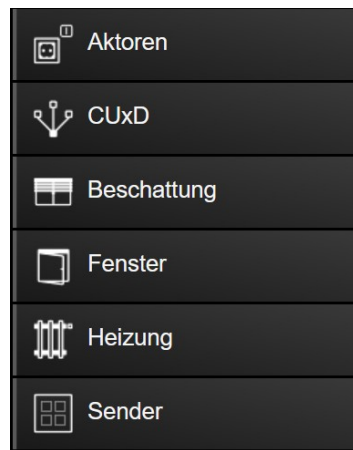 Aktoren
CUxD
Beschattung
Fenster
Heizung
Sender